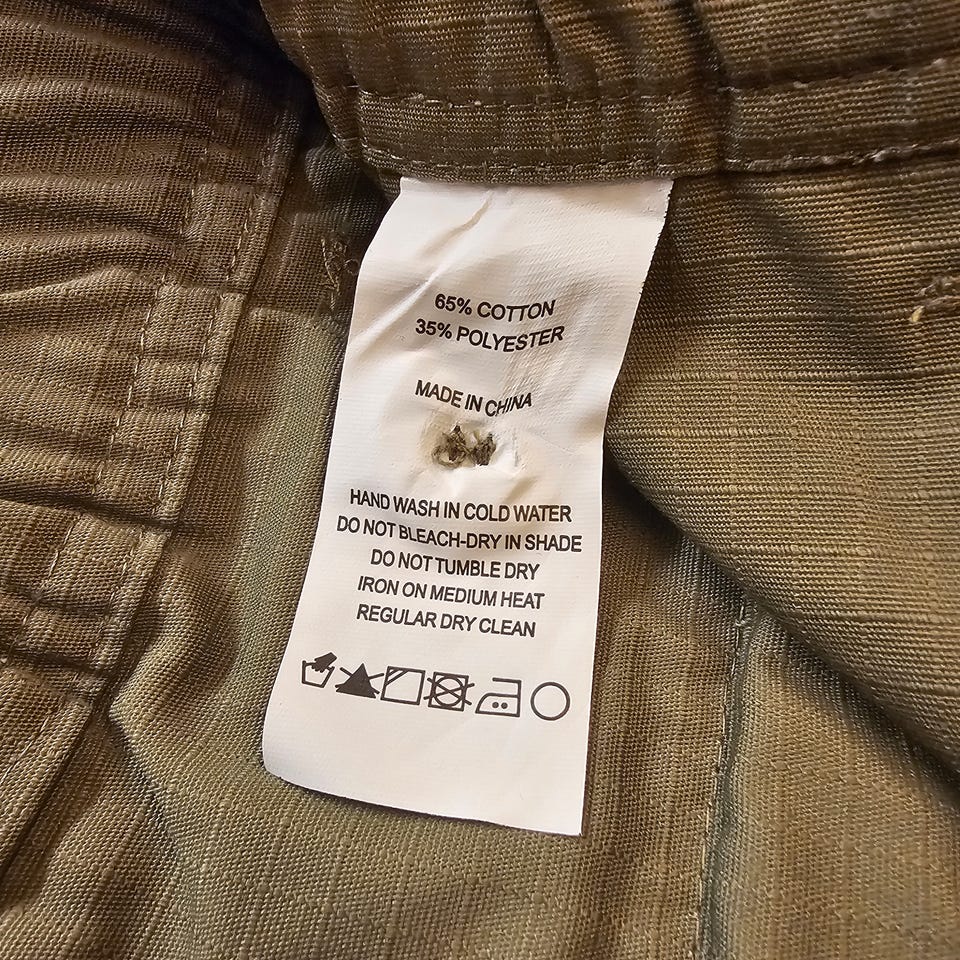 65% COTTON
35% POLYESTER
MADE IN CHINA
HAND WASH IN COLD WATER
DO NOT BLEACH-DRY IN SHADE
DO NOT TUMBLE DRY
IRON ON MEDIUM HEAT
REGULAR DRY CLEAN